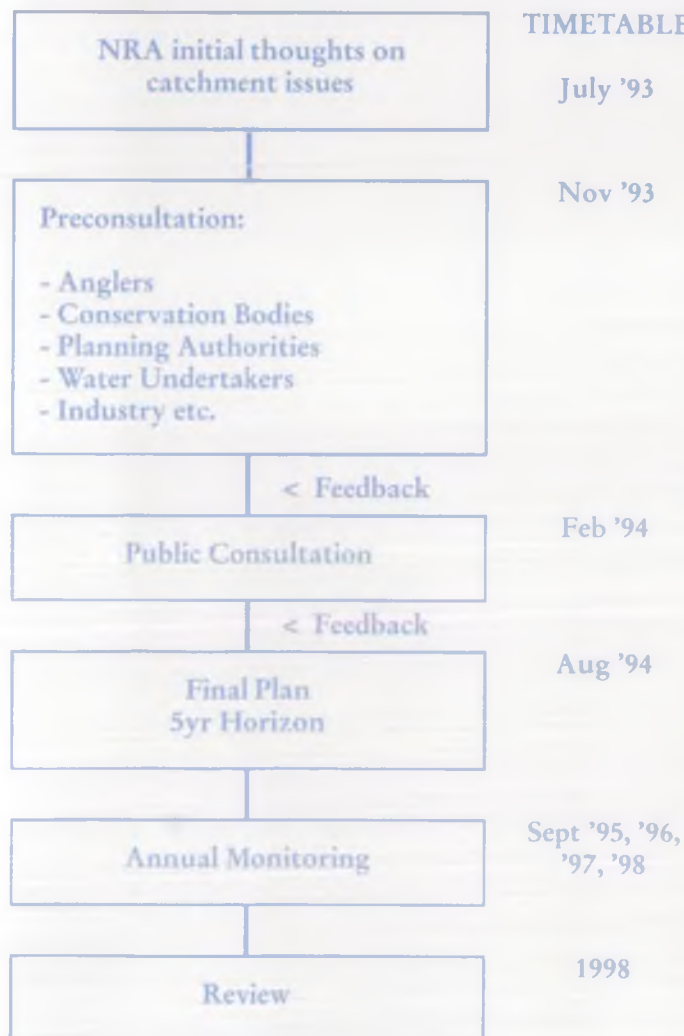 TIMETABLE
NRA initial thoughts on
catchment issues
July '93
Nov '93
Preconsultation:
- Anglers
- Conservation Bodies
- Planning Authorities
- Water Undertakers
- Industry etc.
< Feedback
Public Consultation
Feb '94
< Feedback
Final Plan
5yr Horizon
Aug '94
Annual Monitoring
Sept '95, '96,
'97, '98
Review
1998